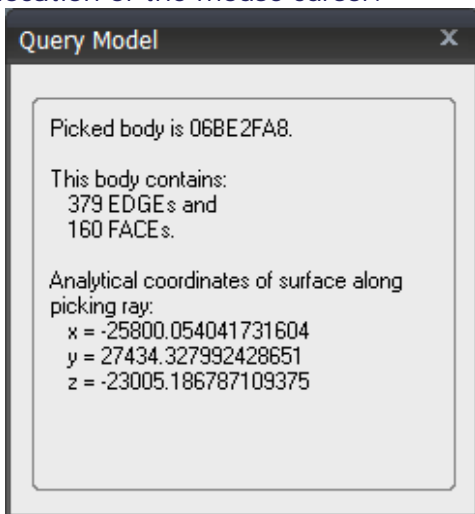 location of the mouse cursor.
Query Model x
Picked body is 06BE2FA8.
This body contains:
379 EDGEs and
160 FACEs.
Analytical coordinates of surface along
picking ray:
x = -25800.054041731604
y = 27434.327992428651
z = -23005.186787109375